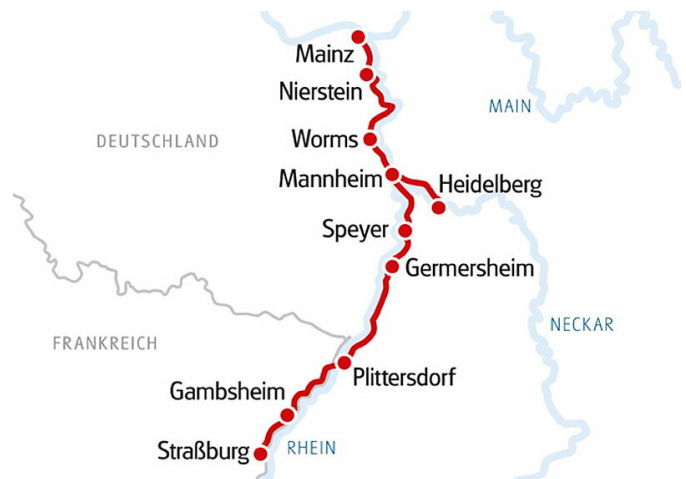 Mainz
Nierstein
MAIN
Worms
DEUTSCHLAND
Mannheim
Heidelberg
Speyer
Germersheim
NECKAR
FRANKREICH
Plittersdorf
Gambsheim
Straßburg
RHEIN